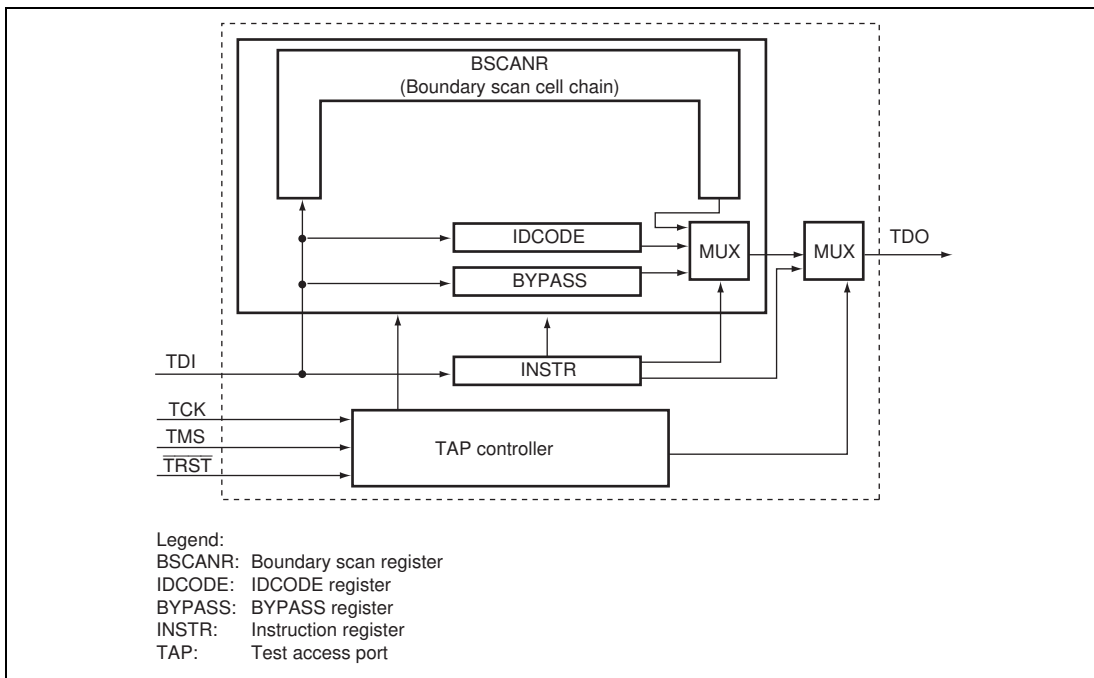 BSCANR
(Boundary scan cell chain)
IDCODE
BYPASS
MUX
MUX
TDO
TDI
INSTR
TCK
TMS
TRST
TAP controller
Legend:
BSCANR: Boundary scan register
IDCODE: IDCODE register
BYPASS: BYPASS register
INSTR: Instruction register
TAP: Test access port